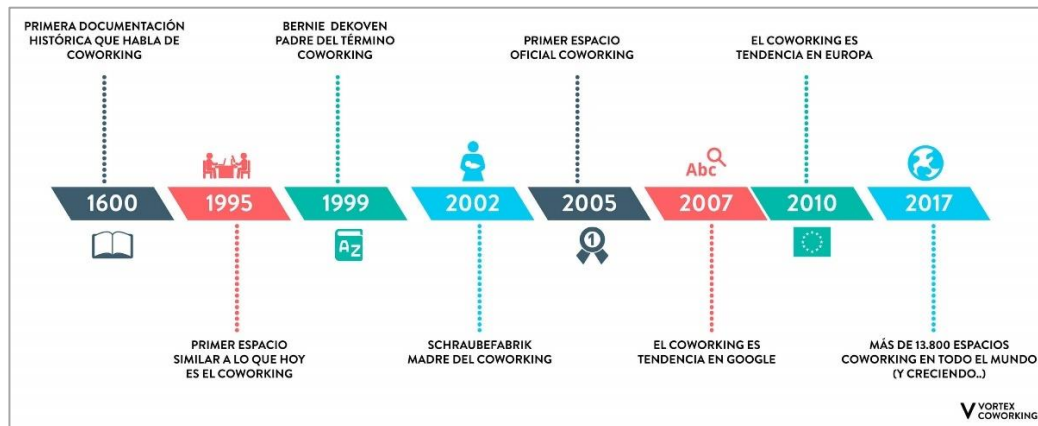 PRIMERA DOCUMENTACIÓN
HISTÓRICA QUE HABLA DE
COWORKING
BERNIE DEKOVEN
PADRE DEL TÉRMINO
COWORKING
PRIMER ESPACIO
OFICIAL COWORKING
EL COWORKING ES
TENDENCIA EN EUROPA
Abc
1600
1995
1999
2002
2005
2007
2010
2017
AZ
1
PRIMER ESPACIO
SIMILAR A LO QUE HOY
ES EL COWORKING
SCHRAUBEFABRIK
MADRE DEL COWORKING
EL COWORKING ES
TENDENCIA EN GOOGLE
MÁS DE 13.800 ESPACIOS
COWORKING EN TODO EL MUNDO
(Y CRECIENDO..)
VORTEX
COWORKING